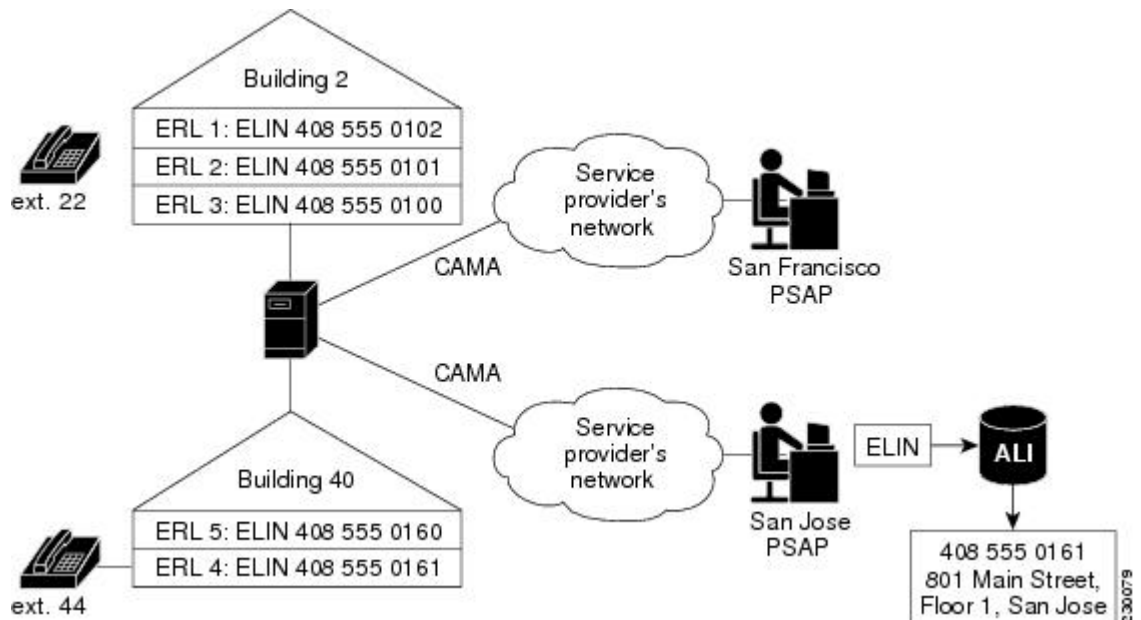 Building 2
ERL 1: ELIN 408 555 0102
ERL 2: ELIN 408 555 0101
ERL 3: ELIN 408 555 0100
ext. 22
CAMA
Service
provider's
network
San Francisco
PSAP
CAMA
Service
provider's
network
San Jose
PSAP
ELIN
ALI
408 555 0161
801 Main Street,
Floor 1, San Jose
Building 40
ERL 5: ELIN 408 555 0160
ERL 4: ELIN 408 555 0161
ext. 44
230079